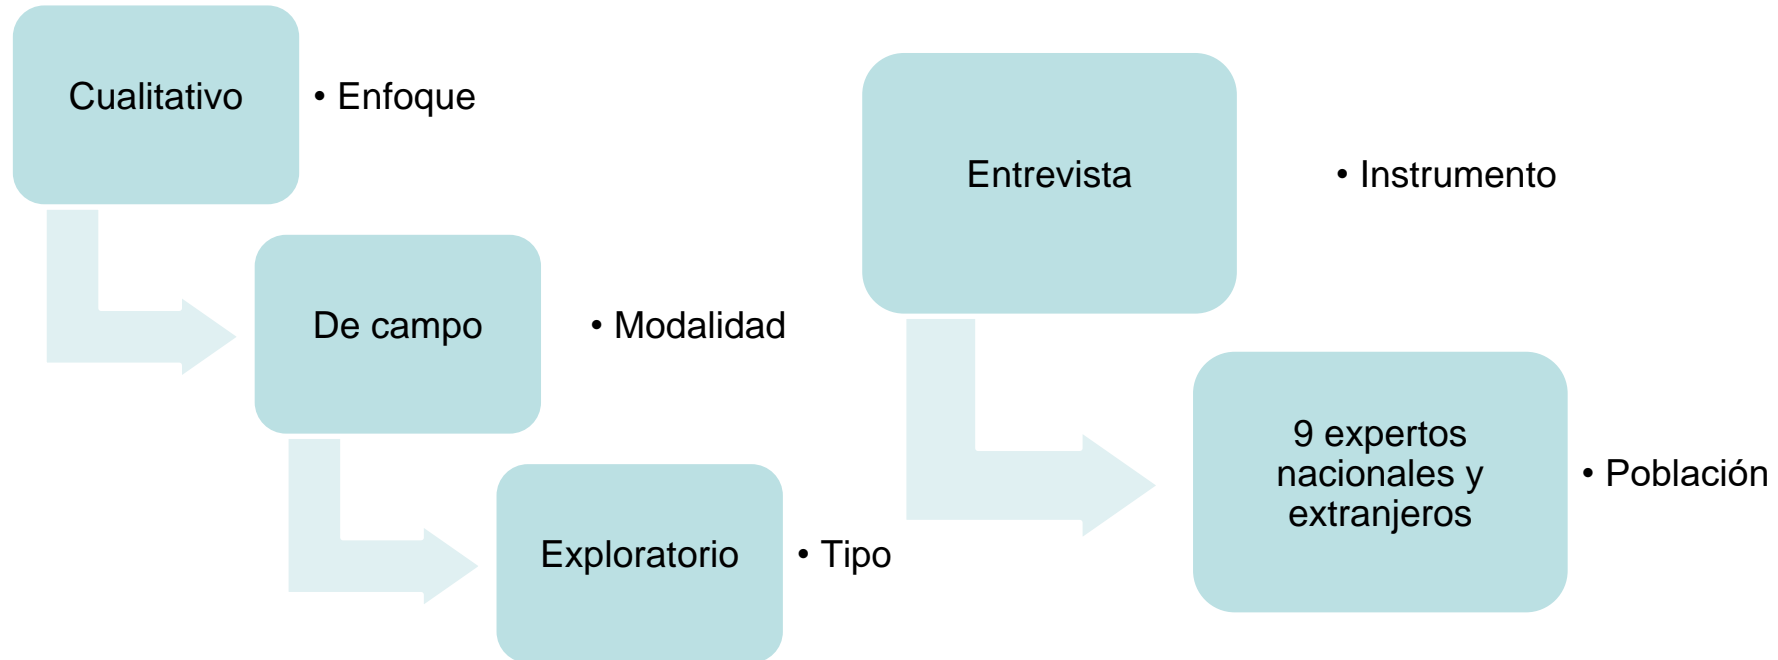 Cualitativo
• Enfoque
De campo
• Modalidad
Exploratorio
• Tipo
Entrevista
• Instrumento
9 expertos
nacionales y
extranjeros
• Población